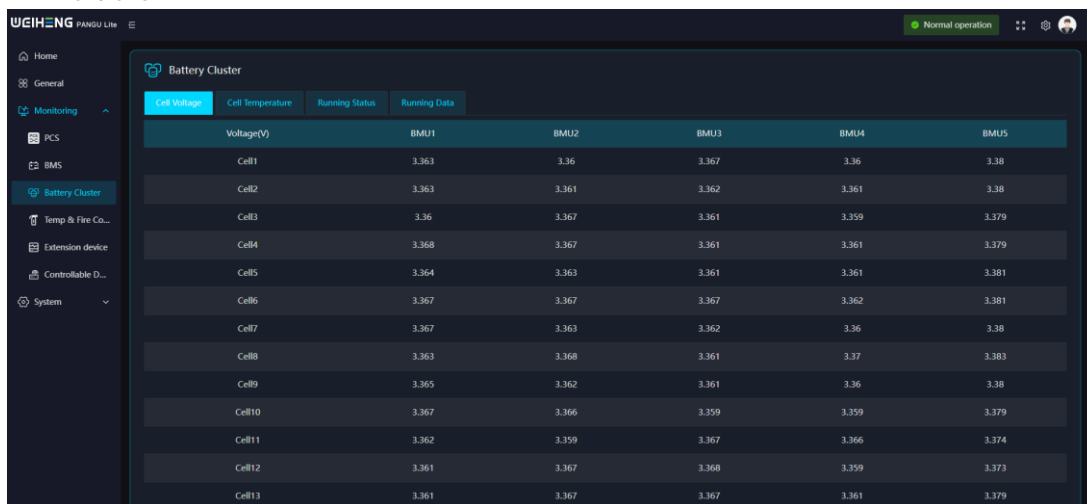 WEIHENG PANGU Lite
Normal operation
Home
General
Monitoring
PCS
BMS
Battery Cluster
Temp & Fire Co...
Extension device
Controllable D...
System
Battery Cluster
Cell Voltage Cell Temperature Running Status Running Data
Voltage(V) BMU1 BMU2 BMU3 BMU4 BMU5
Cell1 3.363 3.36 3.367 3.36 3.38
Cell2 3.363 3.361 3.362 3.361 3.38
Cell3 3.36 3.367 3.361 3.359 3.379
Cell4 3.368 3.367 3.361 3.361 3.379
Cell5 3.364 3.363 3.361 3.361 3.381
Cell6 3.367 3.367 3.367 3.362 3.381
Cell7 3.367 3.363 3.362 3.36 3.38
Cell8 3.363 3.368 3.361 3.37 3.383
Cell9 3.365 3.362 3.361 3.36 3.38
Cell10 3.367 3.366 3.359 3.359 3.379
Cell11 3.362 3.359 3.367 3.366 3.374
Cell12 3.361 3.367 3.368 3.359 3.373
Cell13 3.361 3.367 3.367 3.361 3.379